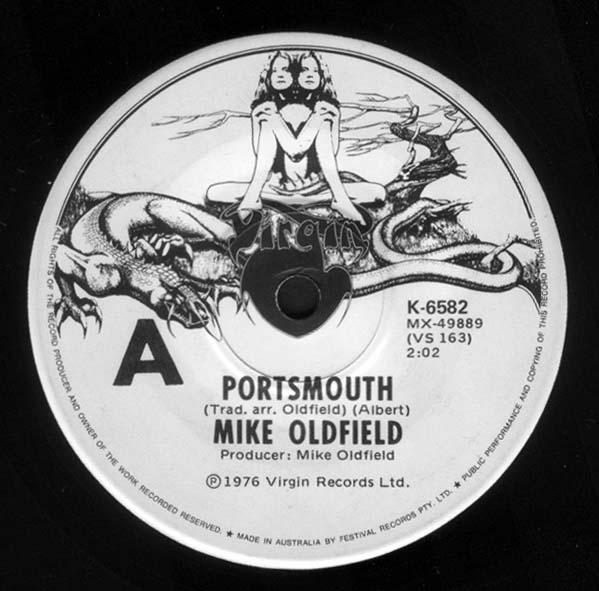 Virgin
A
K-6582
MX-49889
(VS 163)
2:02
PORTSMOUTH
(Trad. arr. Oldfield) (Albert)
MIKE OLDFIELD
Producer: Mike Oldfield
℗1976 Virgin Records Ltd.
ALL RIGHTS OF THE RECORD PRODUCER AND OWNER OF THE WORK RECORDED RESERVED. ★ MADE IN AUSTRALIA BY FESTIVAL RECORDS PTY. LTD. ★ PUBLIC PERFORMANCE AND COPYING OF THIS RECORD PROHIBITED.